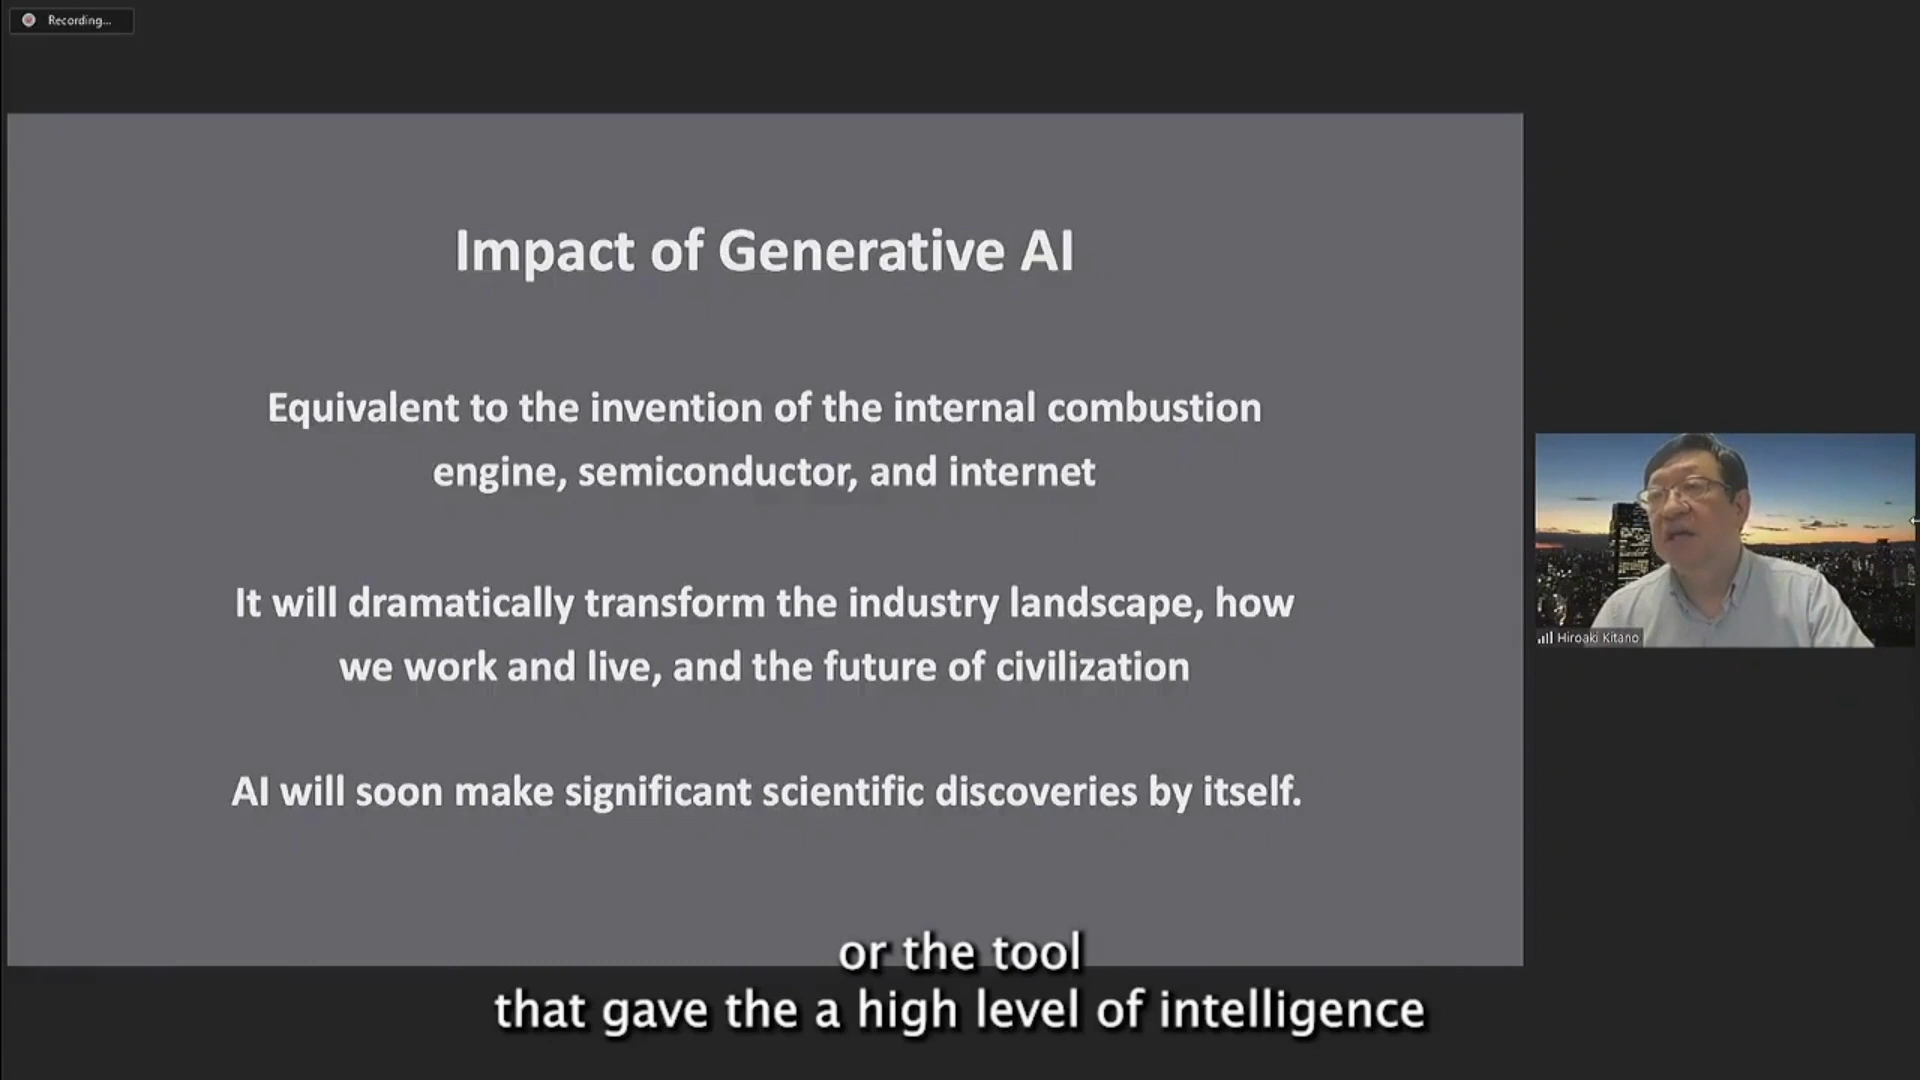 Recording...
Impact of Generative AI
Equivalent to the invention of the internal combustion
engine, semiconductor, and internet
It will dramatically transform the industry landscape, how
we work and live, and the future of civilization
AI will soon make significant scientific discoveries by itself.
Hiroaki Kitano
or the tool
that gave the a high level of intelligence